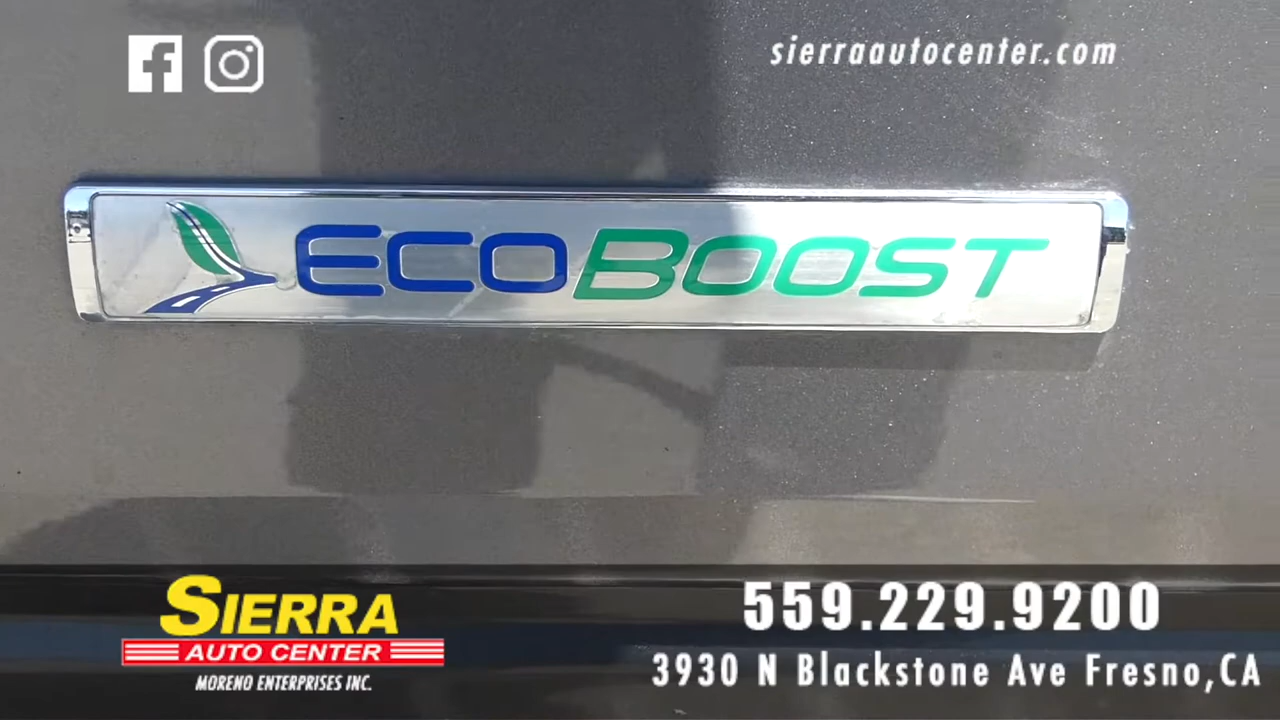 sierraautocenter.com
ECOBOOST
SIERRA
AUTO CENTER
MORENO ENTERPRISES INC.
559.229.9200
3930 N Blackstone Ave Fresno,CA